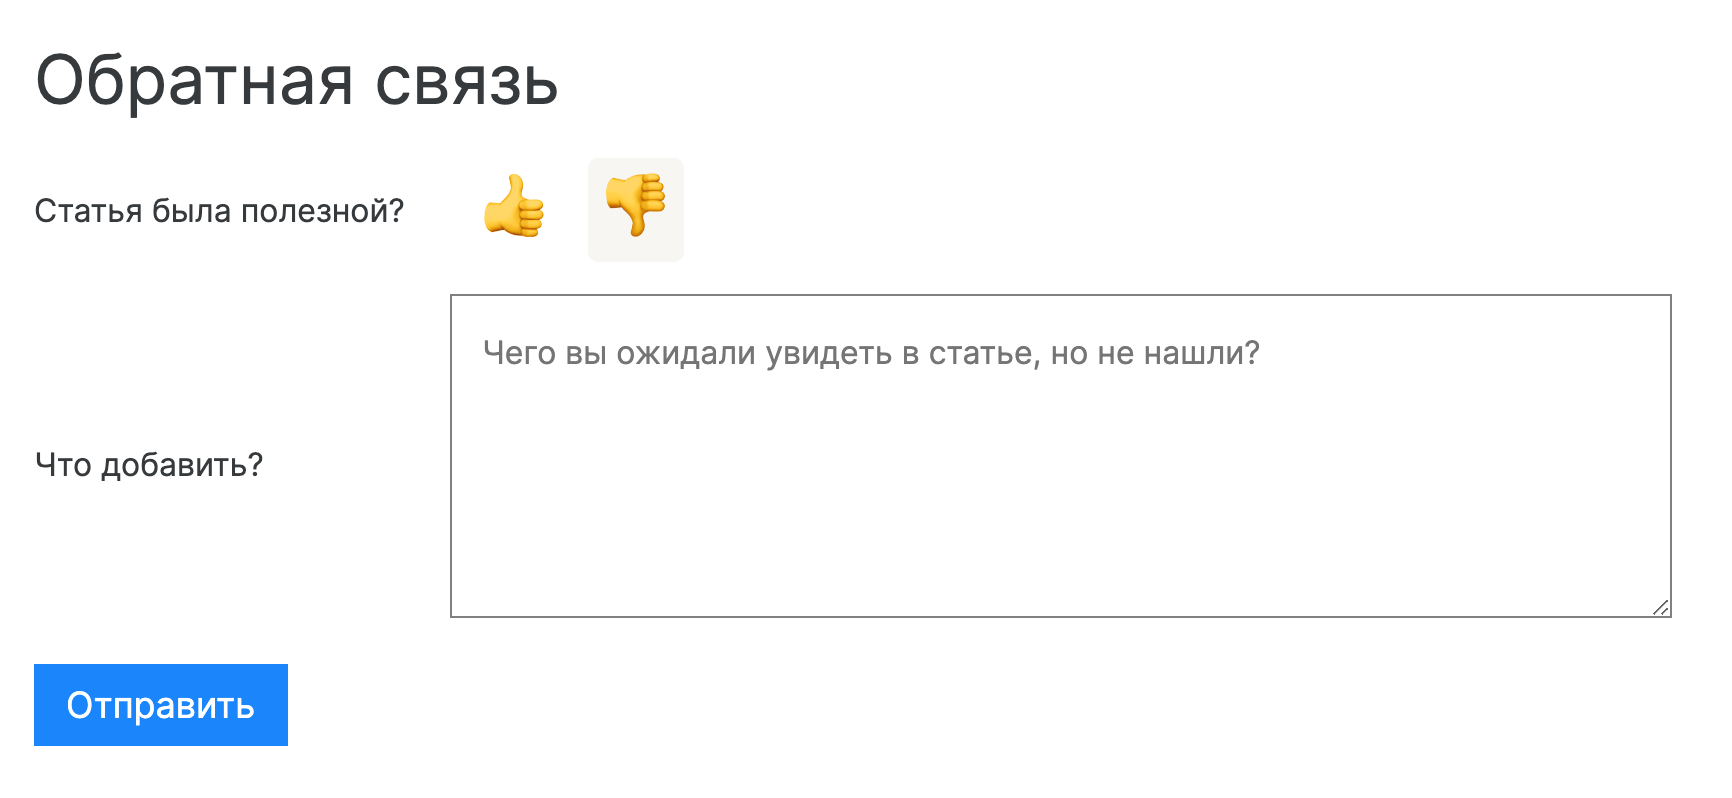 Обратная связь
Статья была полезной?
Чего вы ожидали увидеть в статье, но не нашли?
Что добавить?
Отправить